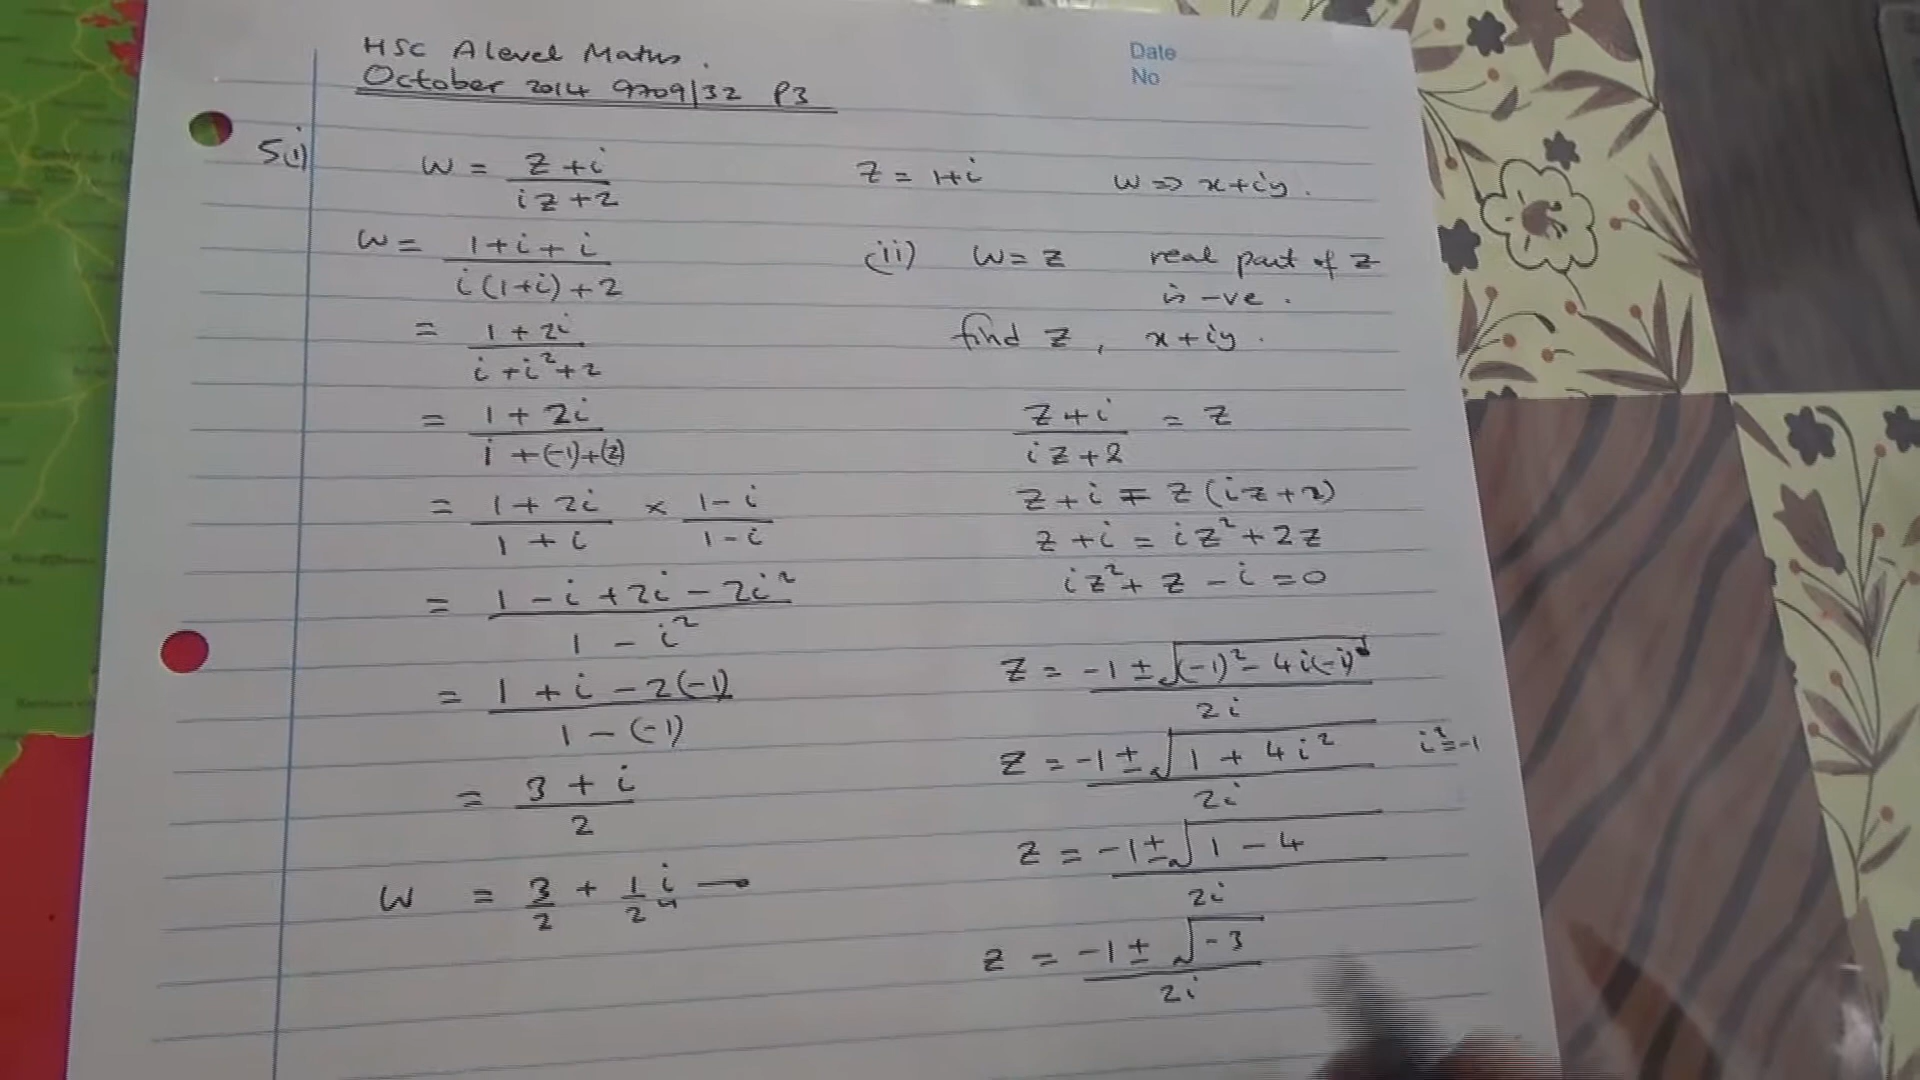 HSC A level Maths.
October 2014 9709/32 P3
Date
No
5(i)
w = z+i / iz+2
w = 1+i+i / i(1+i)+2
= 1+2i / i+i²+2
= 1+2i / i+(-1)+(2)
= 1+2i / 1+i × 1-i / 1-i
= 1-i+2i-2i² / 1-i²
= 1+i-2(-1) / 1-(-1)
= 3+i / 2
w = 3/2 + 1/2 i
z = 1+i w => x+iy.
(ii) w=z real part of z
is -ve.
find z, x+iy.
z+i / iz+2 = z
z+i = z(iz+2)
z+i = iz²+2z
iz²+z-i=0
z = -1±√(-1)²-4i(-i) / 2i
z = -1±√1+4i² / 2i i²=-1
z = -1±√1-4 / 2i
z = -1±√-3 / 2i